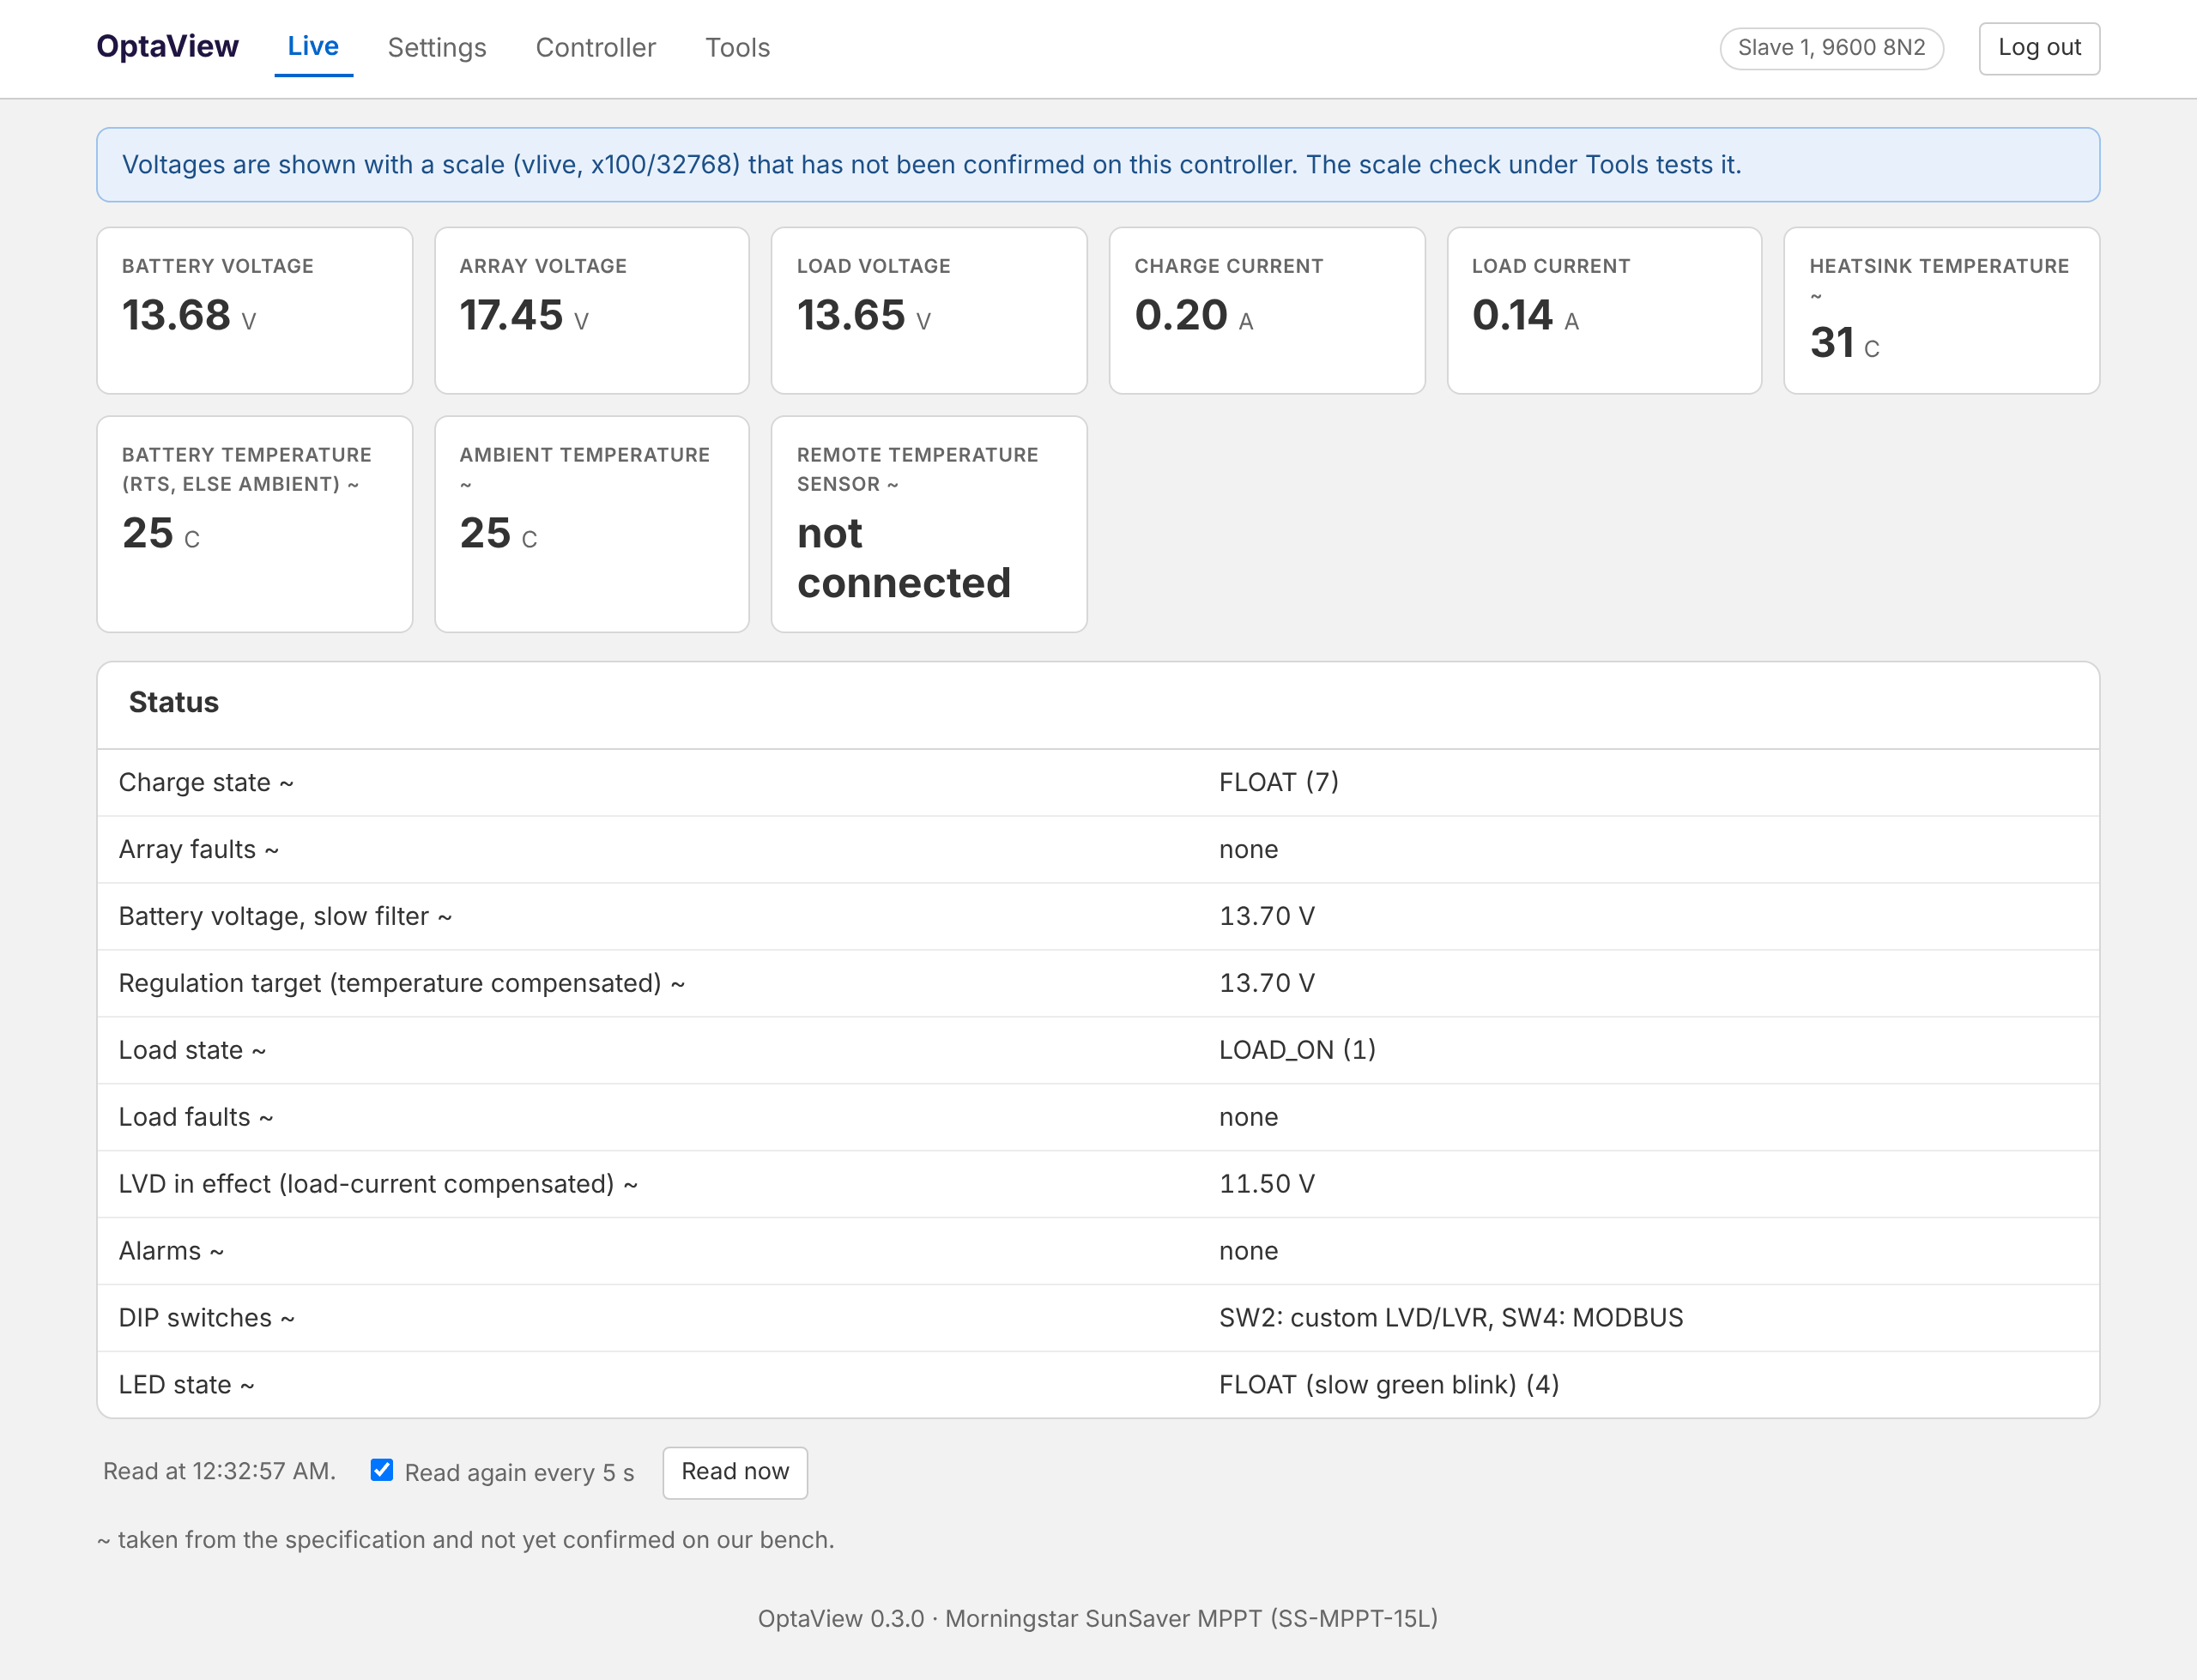 OptaView
Live
Settings
Controller
Tools
Slave 1, 9600 8N2
Log out
Voltages are shown with a scale (vlive, x100/32768) that has not been confirmed on this controller. The scale check under Tools tests it.
BATTERY VOLTAGE
13.68 V
ARRAY VOLTAGE
17.45 V
LOAD VOLTAGE
13.65 V
CHARGE CURRENT
0.20 A
LOAD CURRENT
0.14 A
HEATSINK TEMPERATURE
~
31 C
BATTERY TEMPERATURE
(RTS, ELSE AMBIENT) ~
25 C
AMBIENT TEMPERATURE
~
25 C
REMOTE TEMPERATURE
SENSOR ~
not
connected
Status
Charge state ~ FLOAT (7)
Array faults ~ none
Battery voltage, slow filter ~ 13.70 V
Regulation target (temperature compensated) ~ 13.70 V
Load state ~ LOAD_ON (1)
Load faults ~ none
LVD in effect (load-current compensated) ~ 11.50 V
Alarms ~ none
DIP switches ~ SW2: custom LVD/LVR, SW4: MODBUS
LED state ~ FLOAT (slow green blink) (4)
Read at 12:32:57 AM.
Read again every 5 s
Read now
~ taken from the specification and not yet confirmed on our bench.
OptaView 0.3.0 · Morningstar SunSaver MPPT (SS-MPPT-15L)